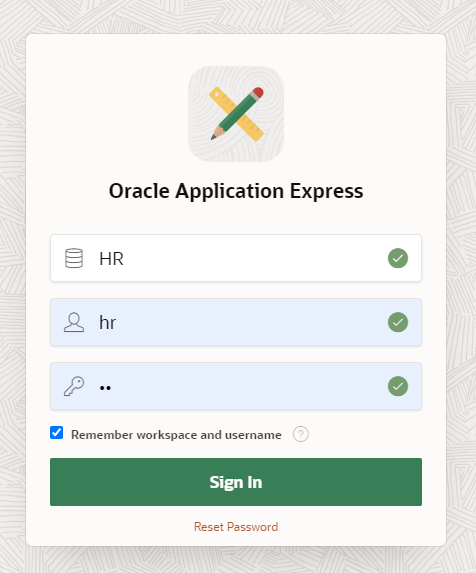 Oracle Application Express
HR
hr
••
Remember workspace and username ?
Sign In
Reset Password